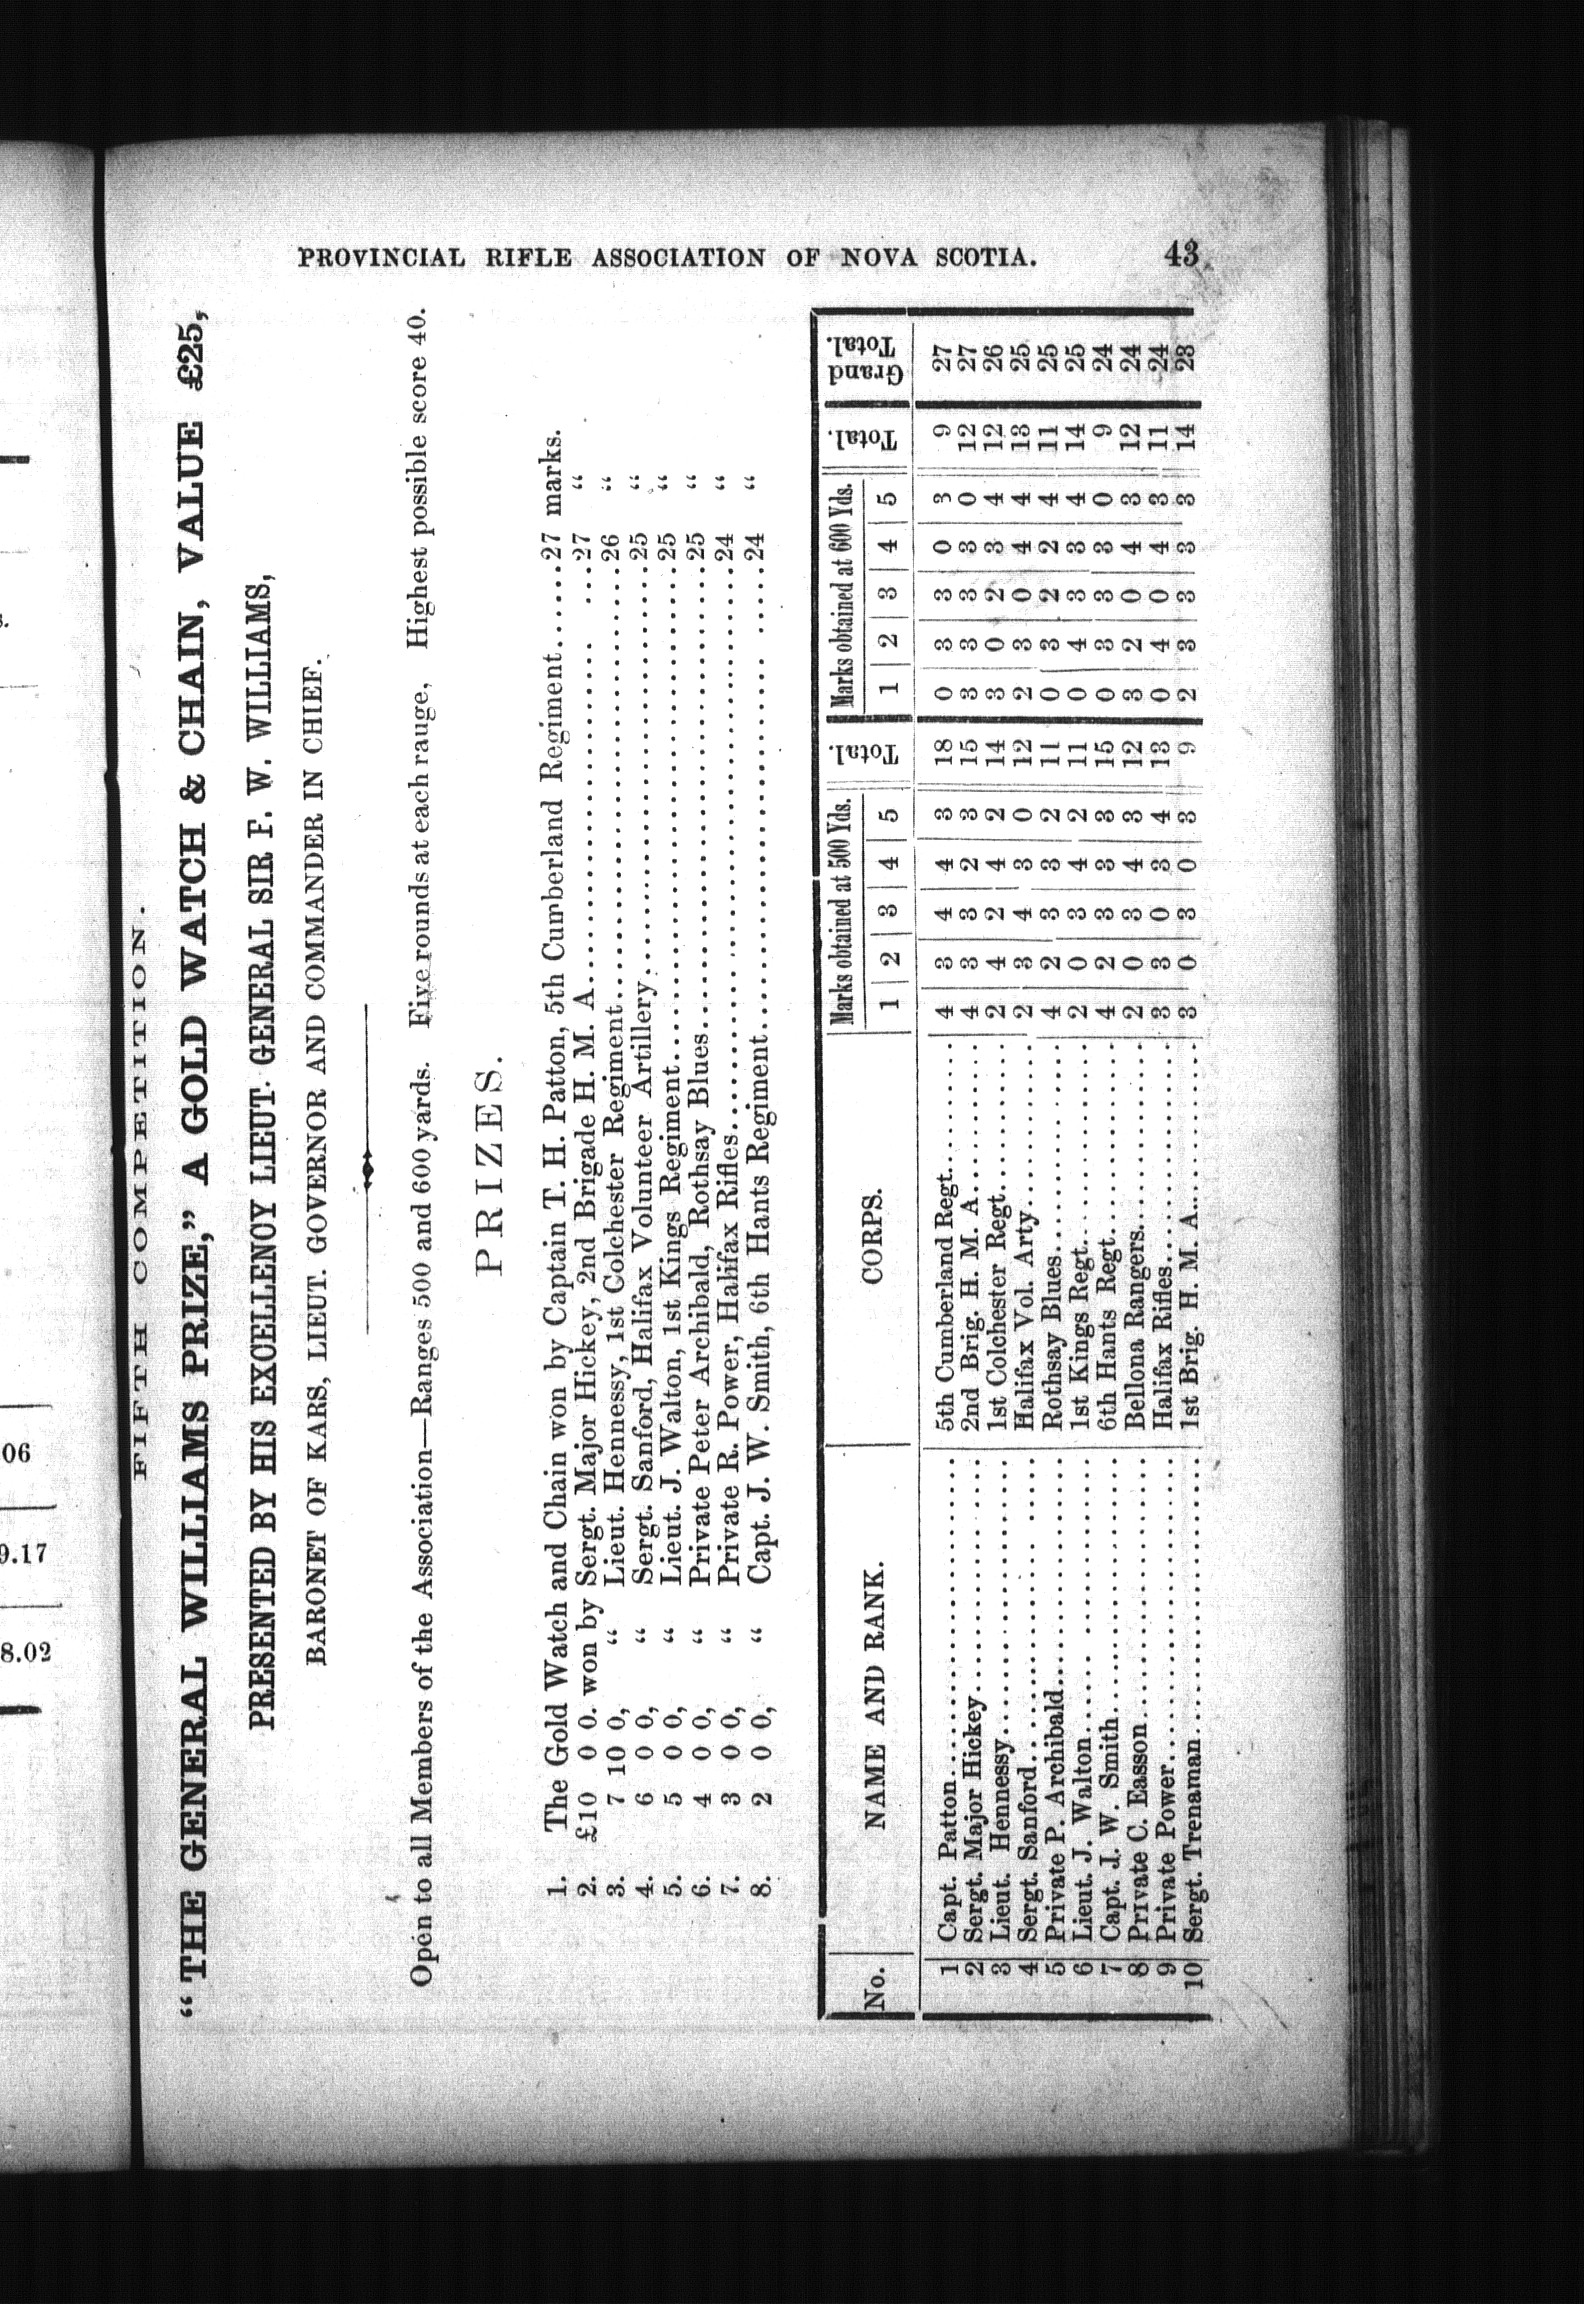 PROVINCIAL RIFLE ASSOCIATION OF NOVA SCOTIA. 43
FIFTH COMPETITION.
"THE GENERAL WILLIAMS PRIZE," A GOLD WATCH & CHAIN, VALUE £25,
PRESENTED BY HIS EXCELLENCY LIEUT. GENERAL SIR F. W. WILLIAMS,
BARONET OF KARS, LIEUT. GOVERNOR AND COMMANDER IN CHIEF.
Open to all Members of the Association—Ranges 500 and 600 yards. Five rounds at each rauge, Highest possible score 40.
PRIZES.
1. The Gold Watch and Chain won by Captain T. H. Patton, 5th Cumberland Regiment......27 marks.
2. £10 0 0. won by Sergt. Major Hickey, 2nd Brigade H. M. A......27 "
3. 7 10 0, " Lieut. Hennessy, 1st Colchester Regiment......26 "
4. 6 0 0, " Sergt. Sanford, Halifax Volunteer Artillery......25 "
5. 5 0 0, " Lieut. J. Walton, 1st Kings Regiment......25 "
6. 4 0 0, " Private Peter Archibald, Rothsay Blues......25 "
7. 3 0 0, " Private R. Power, Halifax Rifles......24 "
8. 2 0 0, " Capt. J. W. Smith, 6th Hants Regiment......24 "
No. NAME AND RANK. CORPS. Marks obtained at 500 Yds. Total. Marks obtained at 600 Yds. Total. Grand Total.
1 2 3 4 5 1 2 3 4 5
1 Capt. Patton...... 5th Cumberland Regt...... 4 3 4 4 3 18 0 3 3 0 3 9 27
2 Sergt. Major Hickey...... 2nd Brig. H. M. A...... 4 3 3 2 3 15 3 3 3 3 0 12 27
3 Lieut. Hennessy...... 1st Colchester Regt...... 2 4 2 4 2 14 3 0 2 3 4 12 26
4 Sergt. Sanford...... Halifax Vol. Arty...... 2 3 4 3 0 12 2 3 0 4 4 13 25
5 Private P. Archibald...... Rothsay Blues...... 4 2 3 3 2 11 0 3 2 2 4 11 25
6 Lieut. J. Walton...... 1st Kings Regt...... 2 0 3 4 2 11 0 4 3 3 4 14 25
7 Capt. J. W. Smith...... 6th Hants Regt...... 4 2 3 3 3 15 0 3 3 3 0 9 24
8 Private C. Easson...... Bellona Rangers...... 2 0 3 4 3 12 3 2 0 4 3 12 24
9 Private Power...... Halifax Rifles...... 3 3 0 3 4 13 0 4 0 4 3 11 24
10 Sergt. Trenaman...... 1st Brig. H. M. A...... 3 0 3 0 3 9 2 3 3 3 3 14 23
06
9.17
8.02